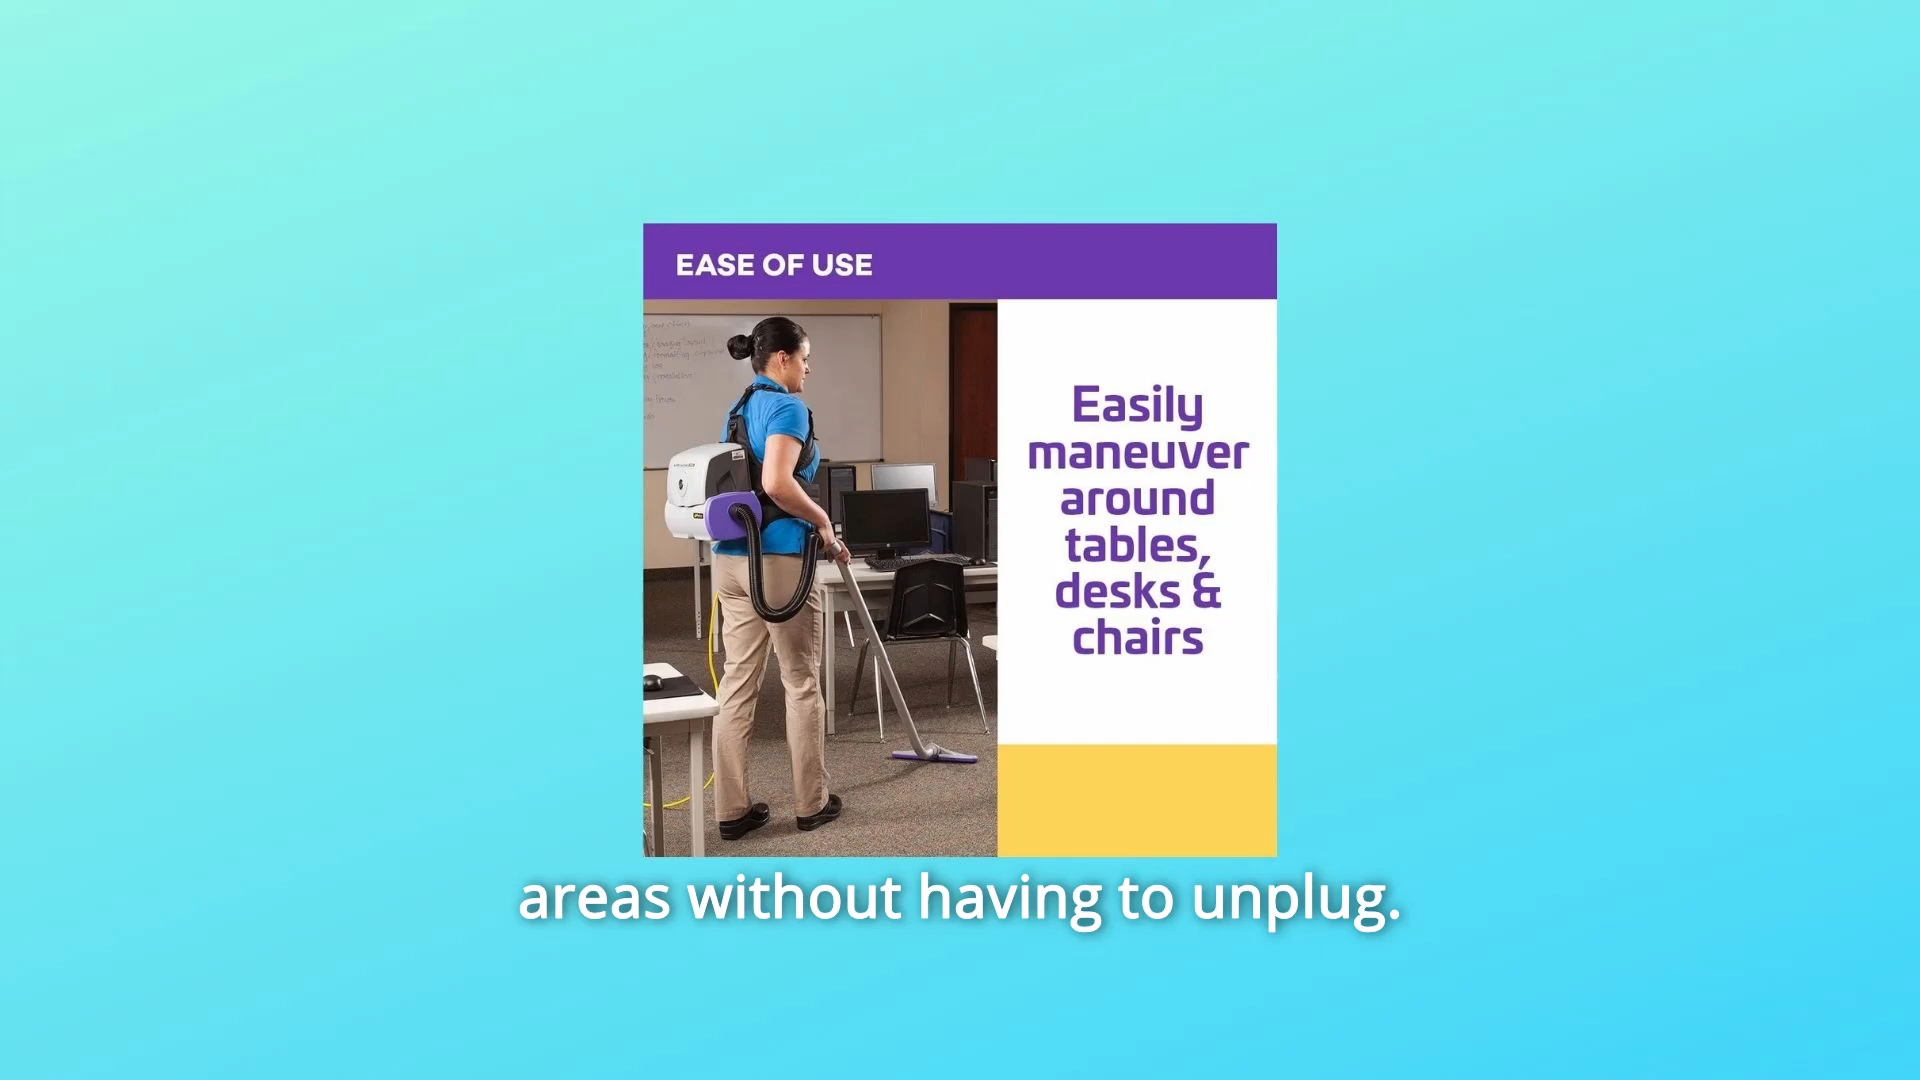 EASE OF USE
Easily
maneuver
around
tables,
desks &
chairs
areas without having to unplug.